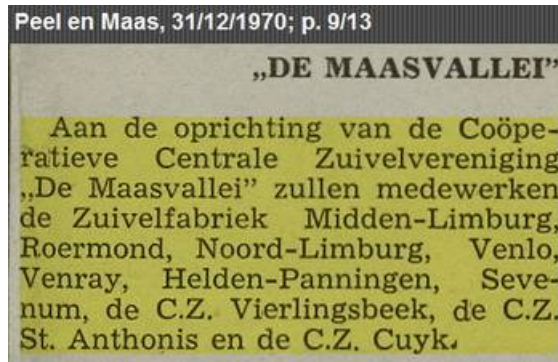 Peel en Maas, 31/12/1970; p. 9/13
„DE MAASVALLEI”
Aan de oprichting van de Coöpe-
ratieve Centrale Zuivelvereniging
„De Maasvallei” zullen medewerken
de Zuivelfabriek Midden-Limburg,
Roermond, Noord-Limburg, Venlo,
Venray, Helden-Panningen, Seve-
num, de C.Z. Vierlingsbeek, de C.Z.
St. Anthonis en de C.Z. Cuyk.